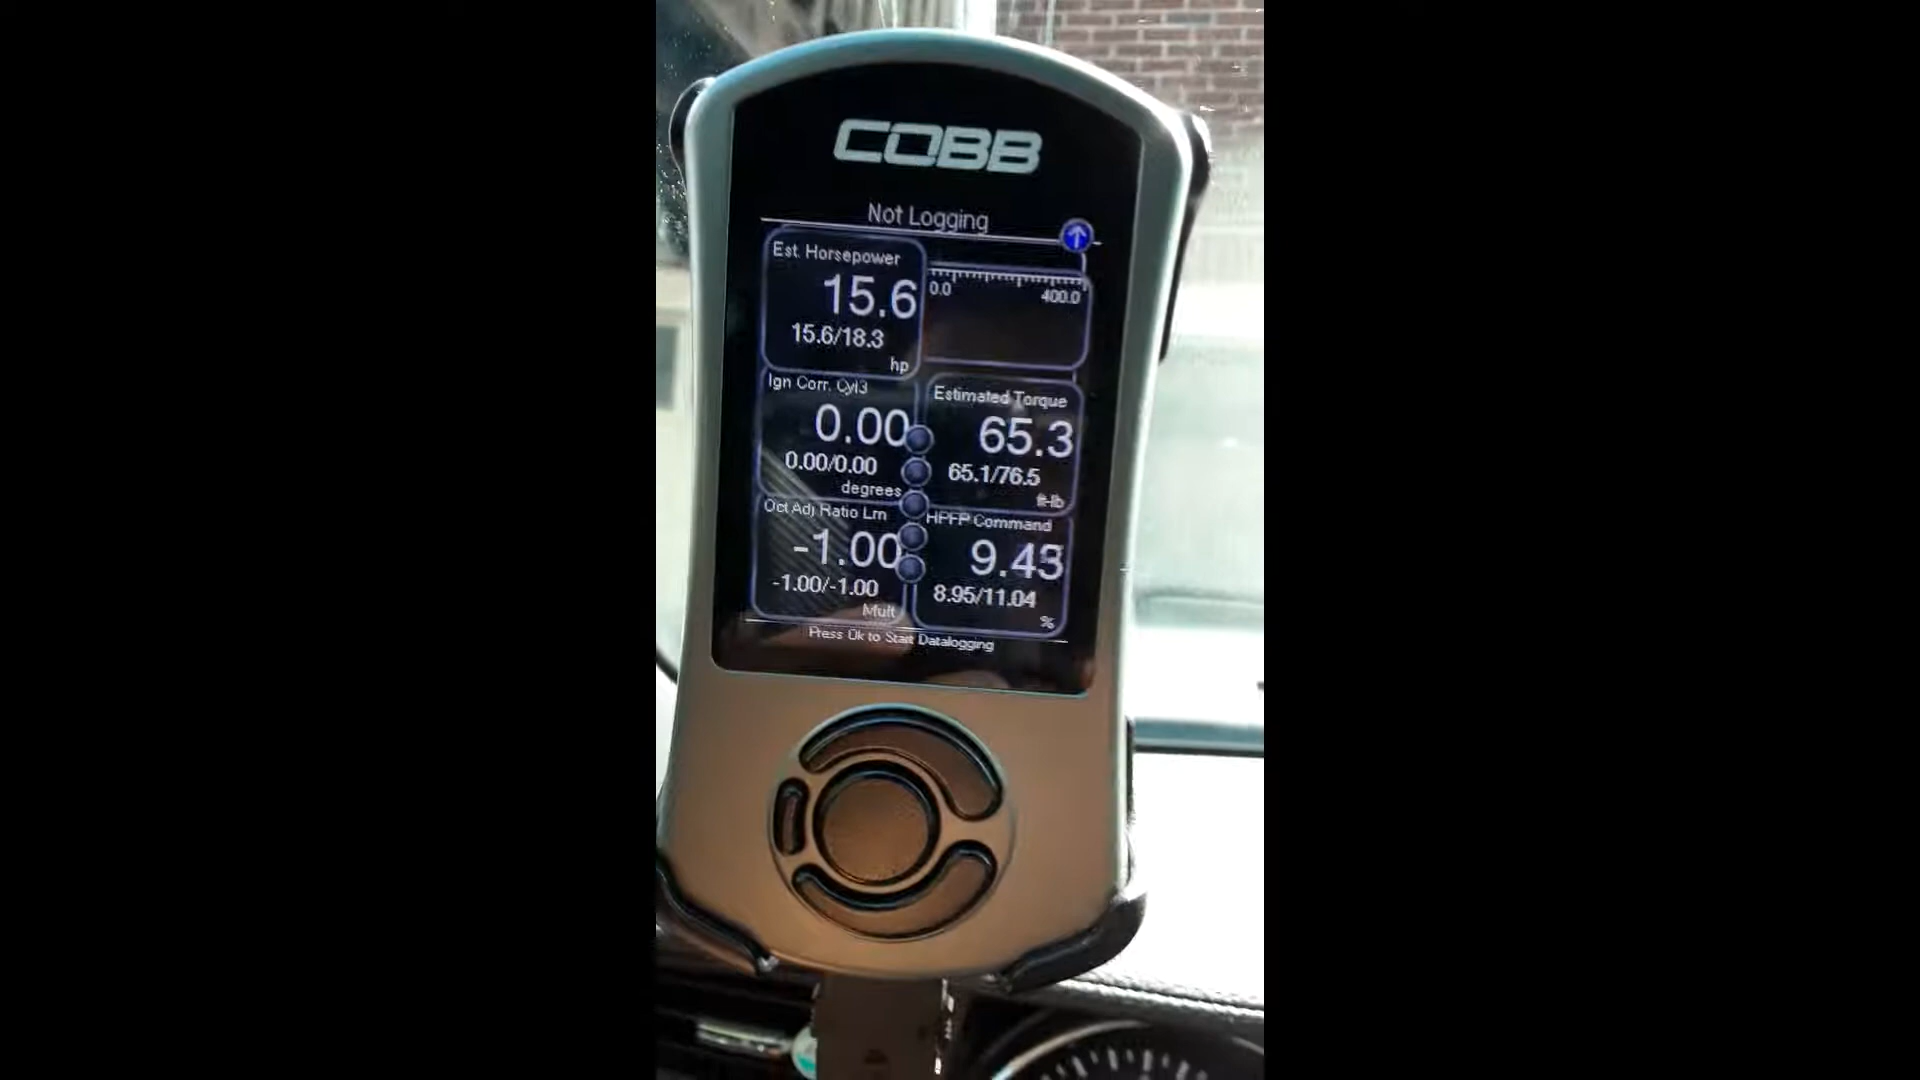 COBB
Not Logging
Est. Horsepower
15.6
15.6/18.3
hp
0.0
400.0
Ign Corr. Cyl3
0.00
0.00/0.00
degrees
Estimated Torque
65.3
65.1/76.5
ft-lb
Oct Adj Ratio Lrn
-1.00
-1.00/-1.00
Mult
HPFP Command
9.43
8.95/11.04
%
Press Ok to Start Datalogging